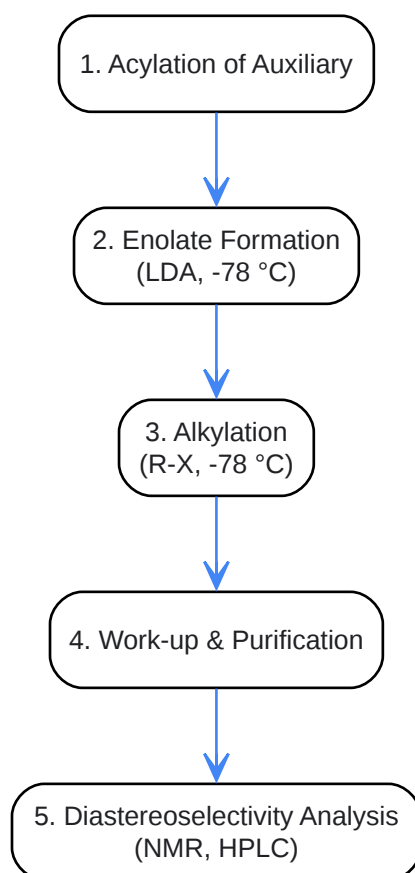 1. Acylation of Auxiliary
2. Enolate Formation
(LDA, -78 °C)
3. Alkylation
(R-X, -78 °C)
4. Work-up & Purification
5. Diastereoselectivity Analysis
(NMR, HPLC)